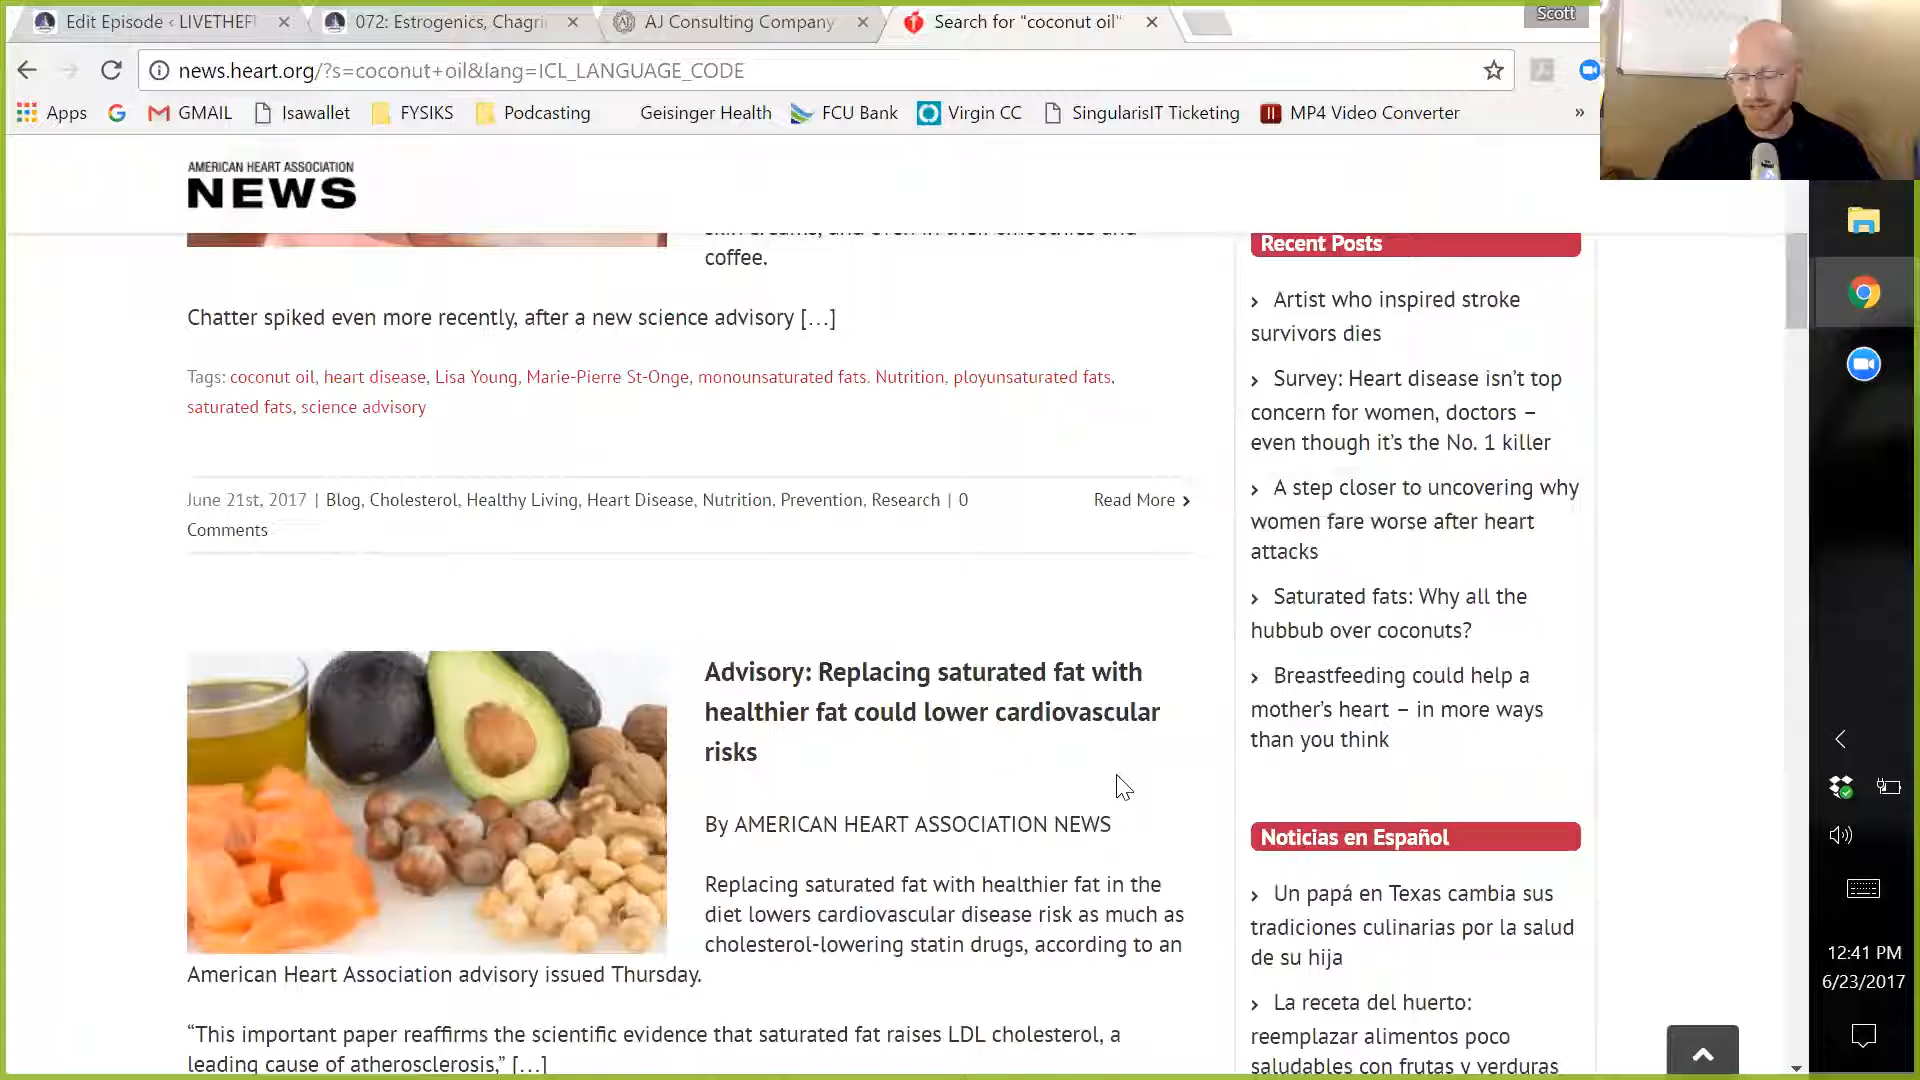 Edit Episode ‹ LIVETHEF
072: Estrogenics, Chagri
AJ Consulting Company
Search for "coconut oil"
Scott
news.heart.org/?s=coconut+oil&lang=ICL_LANGUAGE_CODE
Apps
GMAIL
Isawallet
FYSIKS
Podcasting
Geisinger Health
FCU Bank
Virgin CC
SingularisIT Ticketing
MP4 Video Converter
»
AMERICAN HEART ASSOCIATION
NEWS
coffee.
Chatter spiked even more recently, after a new science advisory […]
Tags: coconut oil, heart disease, Lisa Young, Marie-Pierre St-Onge, monounsaturated fats. Nutrition, ployunsaturated fats,
saturated fats, science advisory
June 21st, 2017 | Blog, Cholesterol, Healthy Living, Heart Disease, Nutrition, Prevention, Research | 0
Comments
Read More
Advisory: Replacing saturated fat with
healthier fat could lower cardiovascular
risks
By AMERICAN HEART ASSOCIATION NEWS
Replacing saturated fat with healthier fat in the
diet lowers cardiovascular disease risk as much as
cholesterol-lowering statin drugs, according to an
American Heart Association advisory issued Thursday.
“This important paper reaffirms the scientific evidence that saturated fat raises LDL cholesterol, a
leading cause of atherosclerosis,” […]
Recent Posts
Artist who inspired stroke
survivors dies
Survey: Heart disease isn’t top
concern for women, doctors –
even though it’s the No. 1 killer
A step closer to uncovering why
women fare worse after heart
attacks
Saturated fats: Why all the
hubbub over coconuts?
Breastfeeding could help a
mother’s heart – in more ways
than you think
Noticias en Español
Un papá en Texas cambia sus
tradiciones culinarias por la salud
de su hija
La receta del huerto:
reemplazar alimentos poco
saludables con frutas y verduras
12:41 PM
6/23/2017